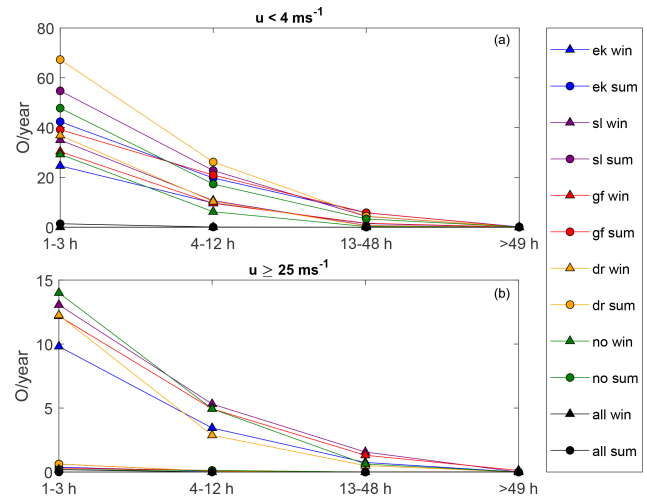 u < 4 ms-1
(a)
80
60
40
20
0
O/year
1-3 h 4-12 h 13-48 h >49 h
u ≥ 25 ms-1
(b)
15
10
5
0
O/year
1-3 h 4-12 h 13-48 h >49 h
ek win
ek sum
sl win
sl sum
gf win
gf sum
dr win
dr sum
no win
no sum
all win
all sum